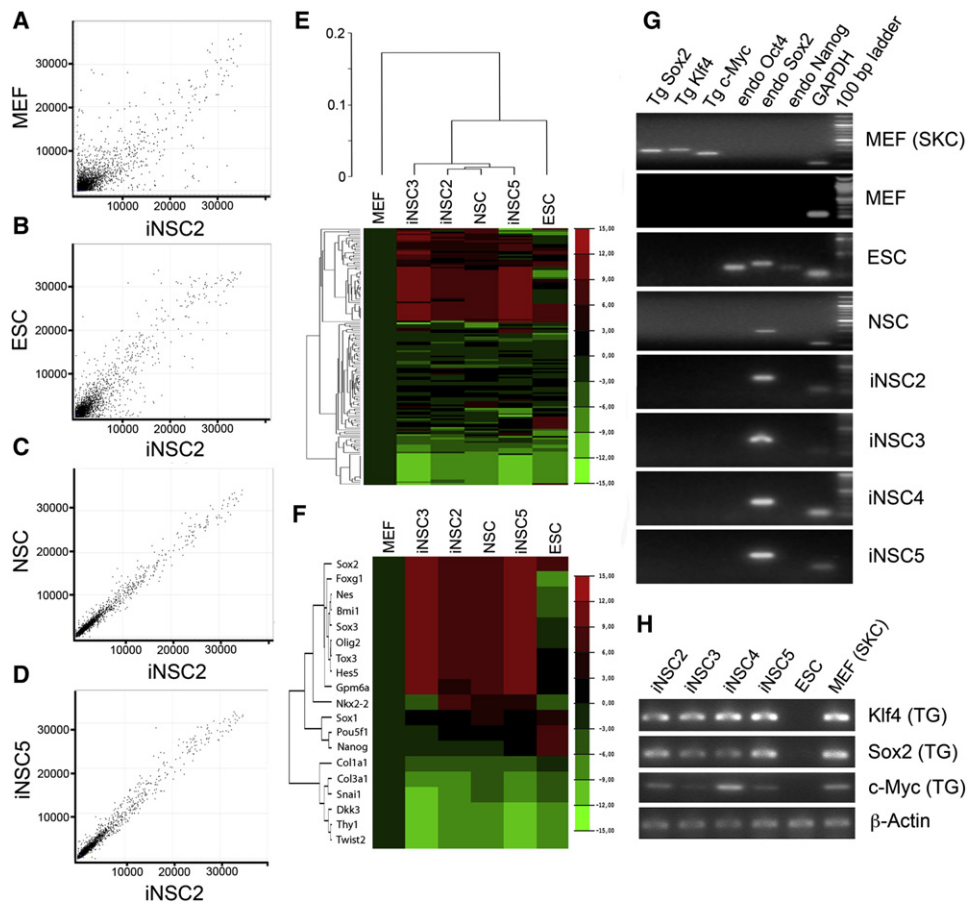 A
MEF
30000
20000
10000
10000 20000 30000
iNSC2
B
ESC
30000
20000
10000
10000 20000 30000
iNSC2
C
NSC
30000
20000
10000
10000 20000 30000
iNSC2
D
iNSC5
30000
20000
10000
10000 20000 30000
iNSC2
E
0.2
0.1
0
MEF
iNSC3
iNSC2
NSC
iNSC5
ESC
15,00
12,00
9,00
6,00
3,00
0,00
-3,00
-6,00
-9,00
-12,00
-15,00
F
MEF
iNSC3
iNSC2
NSC
iNSC5
ESC
Sox2
Foxg1
Nes
Bmi1
Sox3
Olig2
Tox3
Hes5
Gpm6a
Nkx2-2
Sox1
Pou5f1
Nanog
Col1a1
Col3a1
Snai1
Dkk3
Thy1
Twist2
15,00
12,00
9,00
6,00
3,00
0,00
-3,00
-6,00
-9,00
-12,00
-15,00
G
Tg Sox2
Tg Klf4
Tg c-Myc
endo Oct4
endo Sox2
endo Nanog
GAPDH
100 bp ladder
MEF (SKC)
MEF
ESC
NSC
iNSC2
iNSC3
iNSC4
iNSC5
H
iNSC2
iNSC3
iNSC4
iNSC5
ESC
MEF (SKC)
Klf4 (TG)
Sox2 (TG)
c-Myc (TG)
β-Actin